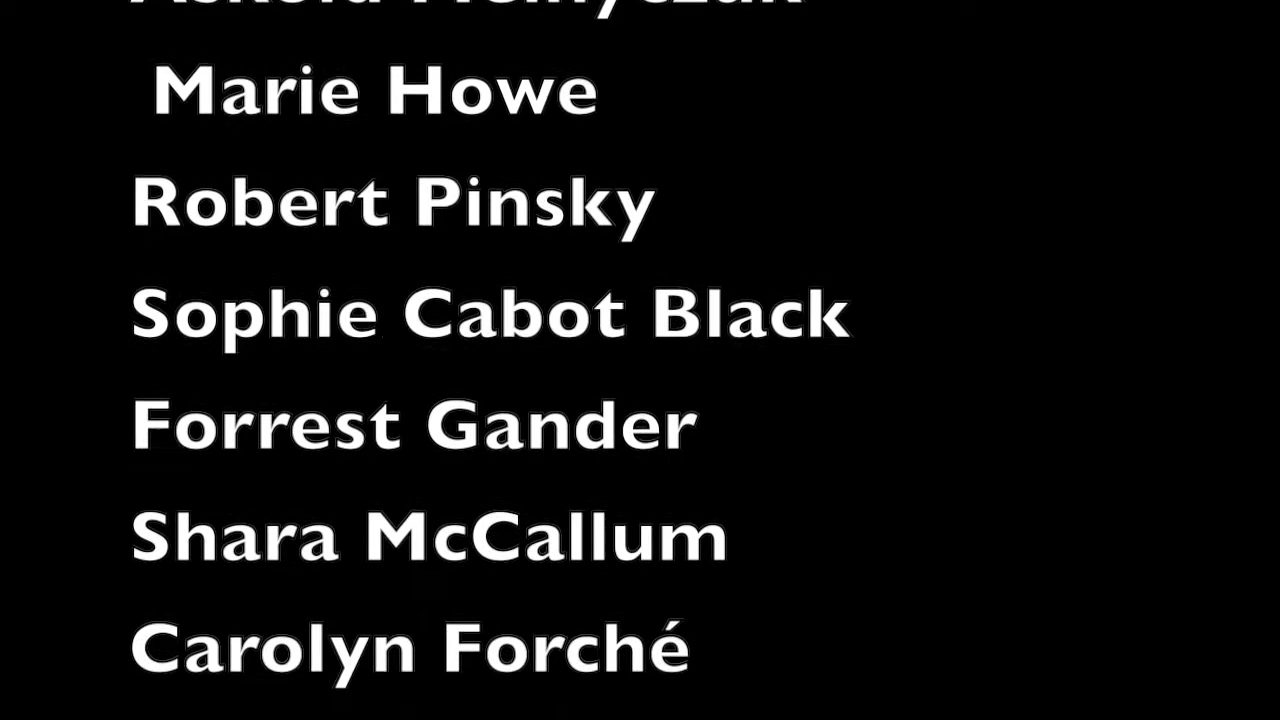 Marie Howe
Robert Pinsky
Sophie Cabot Black
Forrest Gander
Shara McCallum
Carolyn Forché